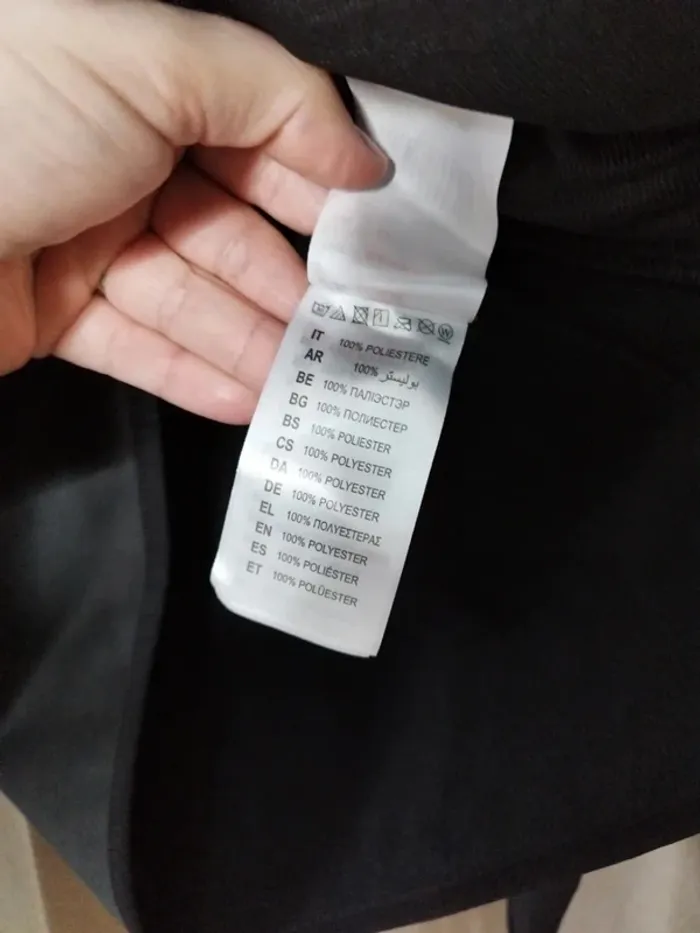 IT 100% POLIESTERE
AR 100% بوليستر
BE 100% ПАЛІЭСТЭР
BG 100% ПОЛИЕСТЕР
BS 100% POLIESTER
CS 100% POLYESTER
DA 100% POLYESTER
DE 100% POLYESTER
EL 100% ΠΟΛΥΕΣΤΕΡΑΣ
EN 100% POLYESTER
ES 100% POLIÉSTER
ET 100% POLÜESTER